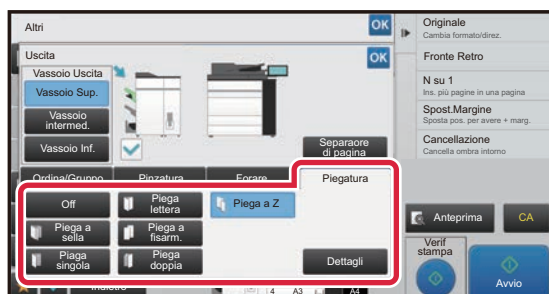 Altri
OK
Uscita
OK
Vassoio Uscita
Vassoio Sup.
Vassoio
intermed.
Vassoio Inf.
Separaore
di pagina
Ordina/Gruppo
Pinzatura
Forare
Piegatura
Off
Piega
lettera
Piega a Z
Piega a
sella
Piega a
fisarm.
Piaga
singola
Piega
doppia
Dettagli
Indietro
4
A3
A4
Originale
Cambia formato/direz.
Fronte Retro
N su 1
Ins. più pagine in una pagina
Spost.Margine
Sposta pos. per avere + marg.
Cancellazione
Cancella ombra intorno
Anteprima
CA
Verif
stampa
Avvio